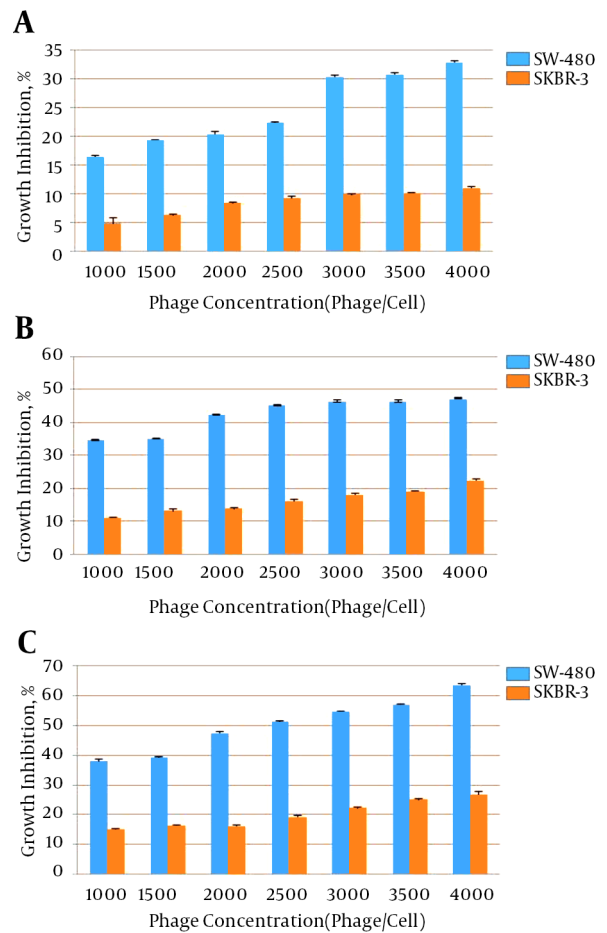 A
35
30
25
20
15
10
5
0
Growth Inhibition, %
SW-480
SKBR-3
1000 1500 2000 2500 3000 3500 4000
Phage Concentration(Phage/Cell)
B
60
50
40
30
20
10
0
Growth Inhibition, %
SW-480
SKBR-3
1000 1500 2000 2500 3000 3500 4000
Phage Concentration(Phage/Cell)
C
70
60
50
40
30
20
10
0
Growth Inhibition, %
SW-480
SKBR-3
1000 1500 2000 2500 3000 3500 4000
Phage Concentration(Phage/Cell)